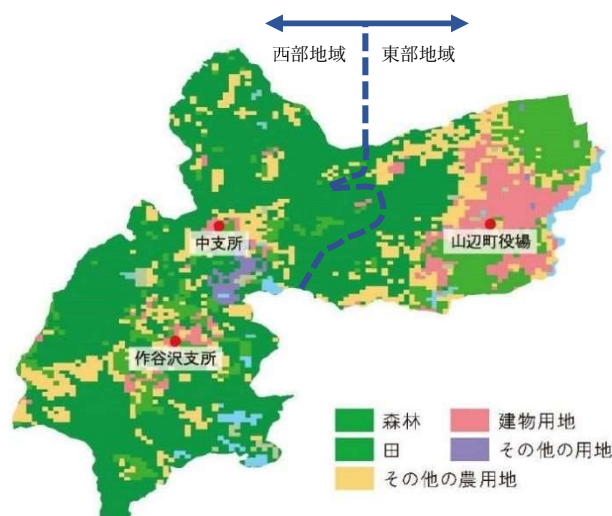 西部地域 東部地域
中支所
山辺町役場
作谷沢支所
森林 建物用地
田 その他の用地
その他の農用地